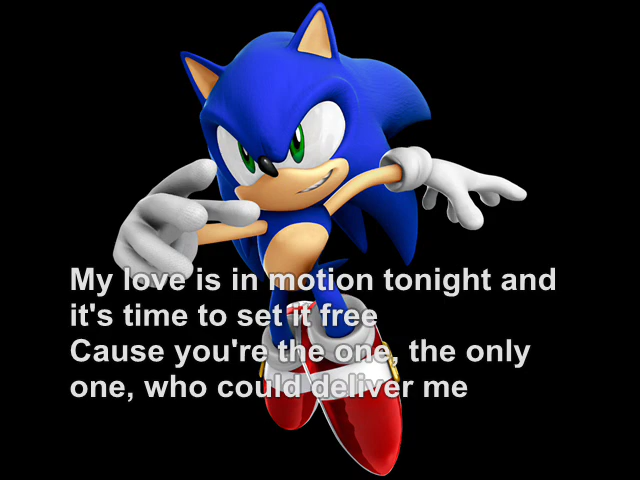 My love is in motion tonight and
it's time to set it free
Cause you're the one, the only
one, who could deliver me